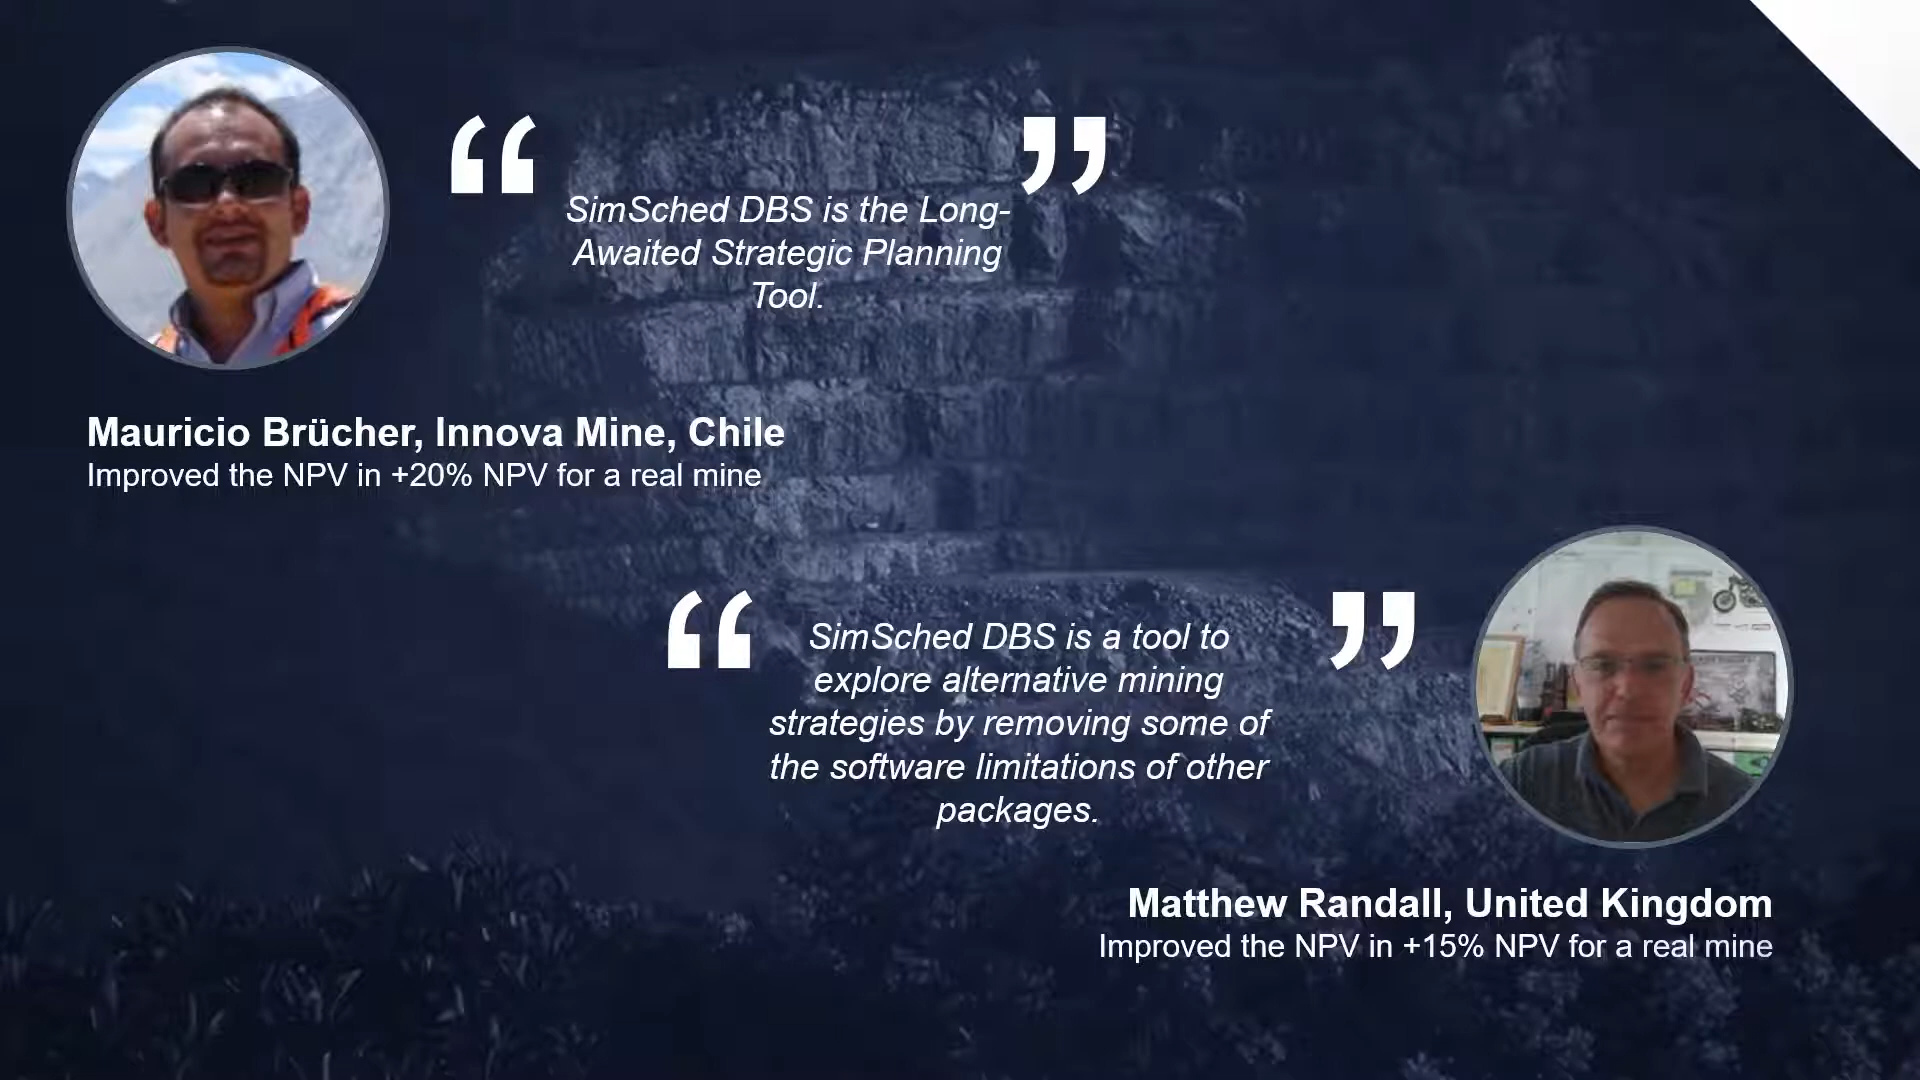 “ ”
SimSched DBS is the Long-
Awaited Strategic Planning
Tool.
Mauricio Brücher, Innova Mine, Chile
Improved the NPV in +20% NPV for a real mine
“ ”
SimSched DBS is a tool to
explore alternative mining
strategies by removing some of
the software limitations of other
packages.
Matthew Randall, United Kingdom
Improved the NPV in +15% NPV for a real mine